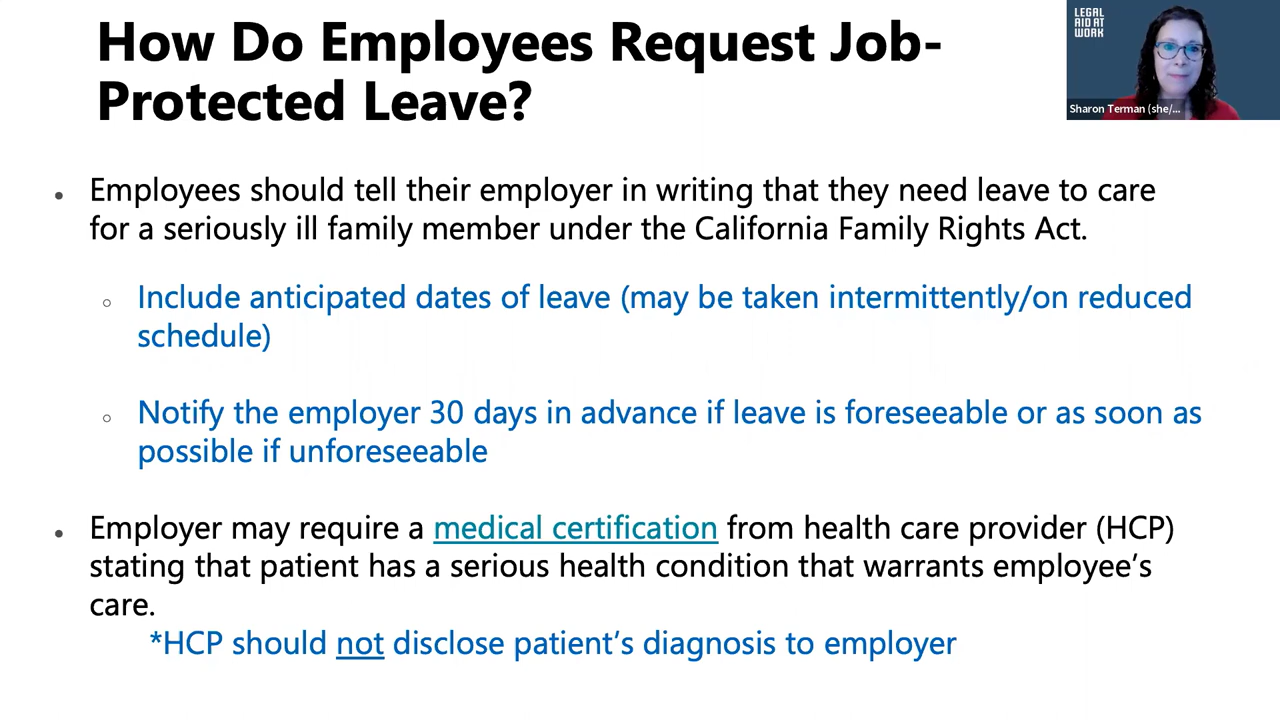 How Do Employees Request Job-
Protected Leave?
LEGAL
AID AT
WORK
Sharon Terman (she/...
• Employees should tell their employer in writing that they need leave to care
for a seriously ill family member under the California Family Rights Act.
○ Include anticipated dates of leave (may be taken intermittently/on reduced
schedule)
○ Notify the employer 30 days in advance if leave is foreseeable or as soon as
possible if unforeseeable
• Employer may require a medical certification from health care provider (HCP)
stating that patient has a serious health condition that warrants employee’s
care.
*HCP should not disclose patient’s diagnosis to employer